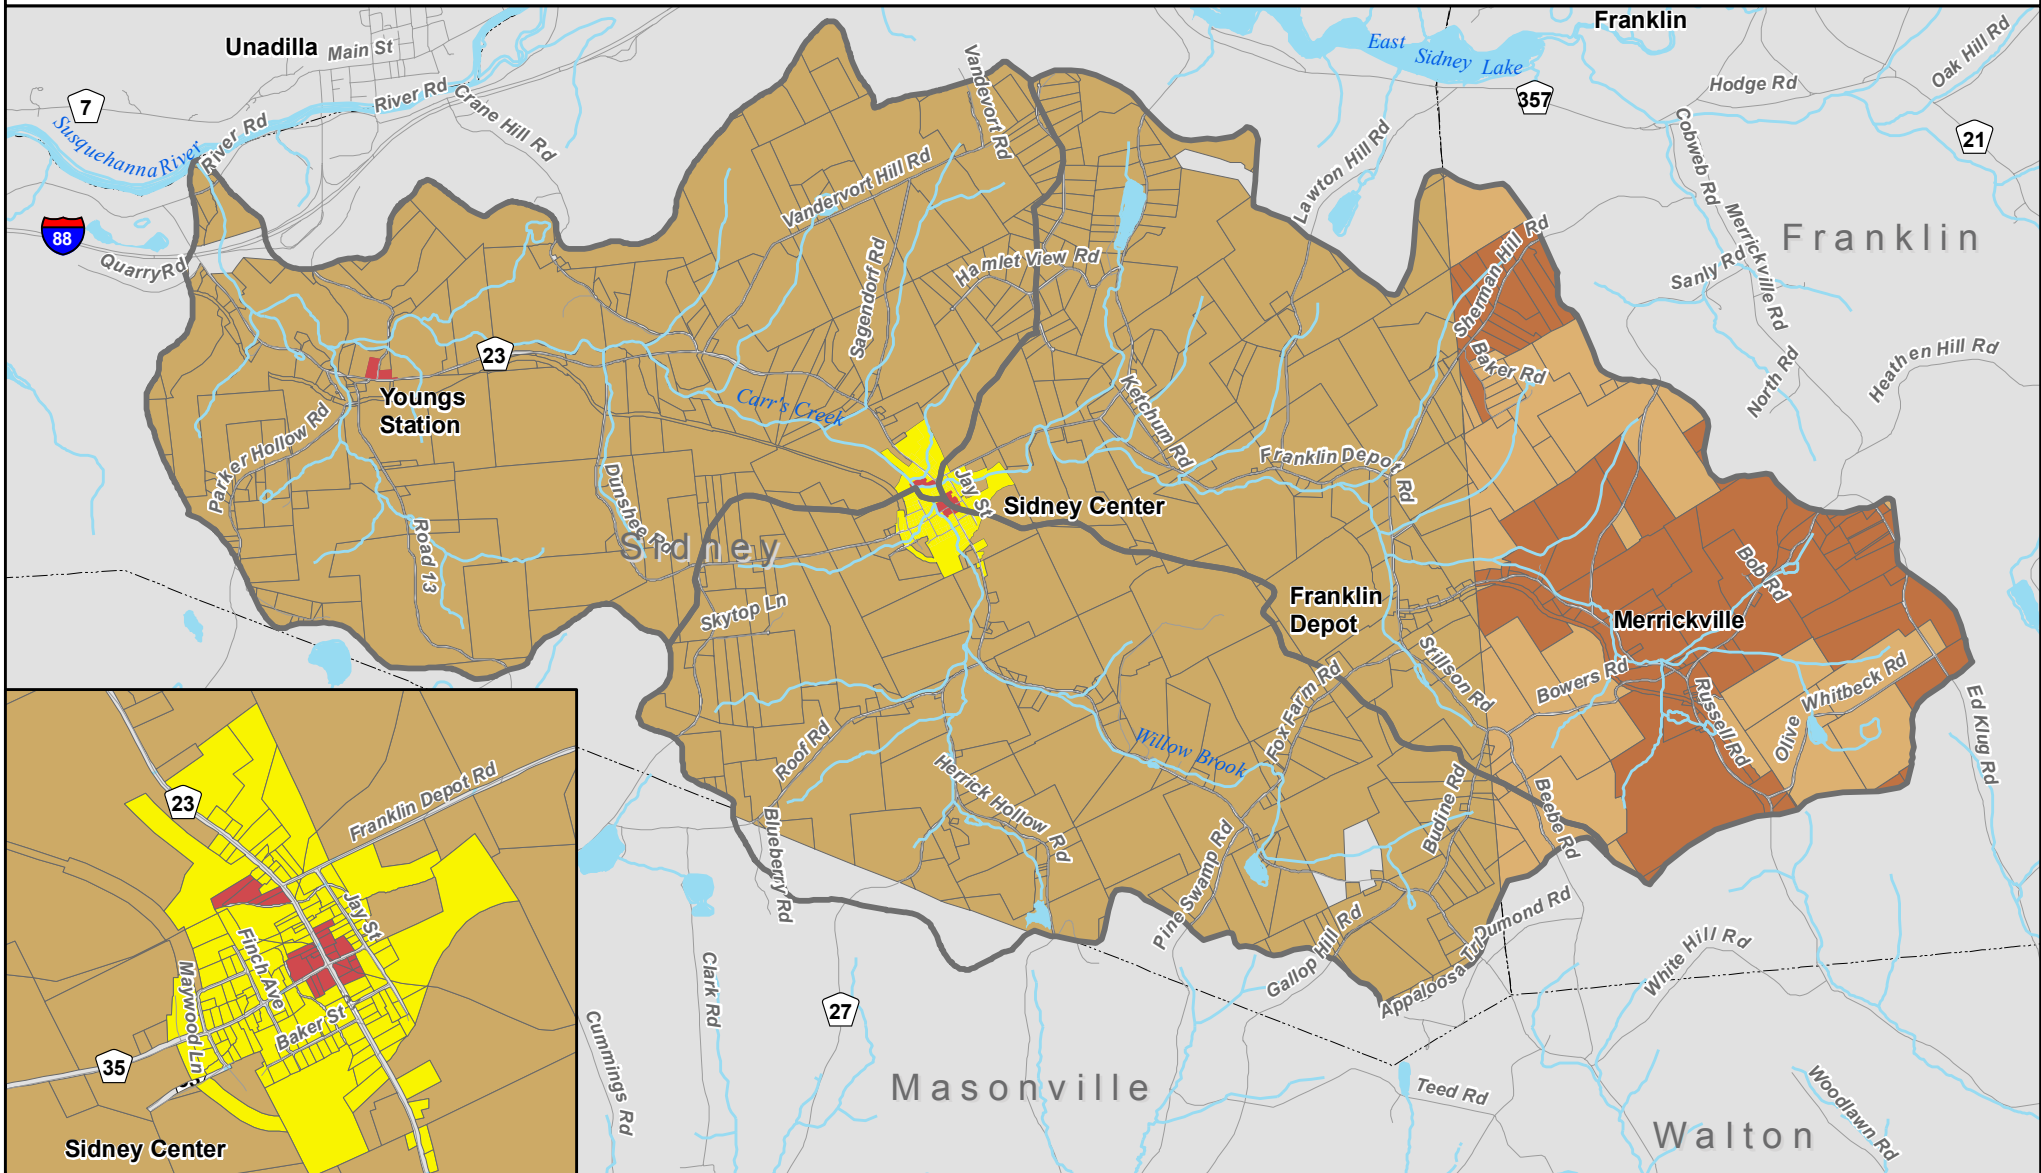 Unadilla
Main St
Franklin
East
Sidney Lake
Hodge Rd
Oak Hill Rd
7
River Rd
Crane Hill Rd
Vandevort Rd
357
Susquehanna River
River Rd
Lawton Hill Rd
Cobweb Rd
21
Vandervort Hill Rd
88
Quarry Rd
Sagendorf Rd
Hamlet View Rd
Sherman Hill Rd
Merrickville Rd
Sanly Rd
Franklin
23
Youngs
Station
Carr's Creek
Ketchum Rd
Baker Rd
North Rd
Heathen Hill Rd
Parker Hollow Rd
Dunshee Rd
Road 13
Jay St
Sidney Center
Franklin Depot Rd
Sidney
Skytop Ln
Franklin
Depot
Stillson Rd
Bob Rd
Merrickville
Bowers Rd
Russell Rd
Olive Whitbeck Rd
Ed Klug Rd
Fox Farm Rd
Willow Brook
Roof Rd
Herrick Hollow Rd
Blueberry Rd
Pine Swamp Rd
Budine Rd
Beebe Rd
Gallop Hill Rd
Appaloosa Trl
Dumond Rd
White Hill Rd
Clark Rd
27
Cummings Rd
Masonville
Teed Rd
Walton
Woodlawn Rd
23
Franklin Depot Rd
Jay St
Finch Ave
Maywood Ln
Baker St
35
Sidney Center